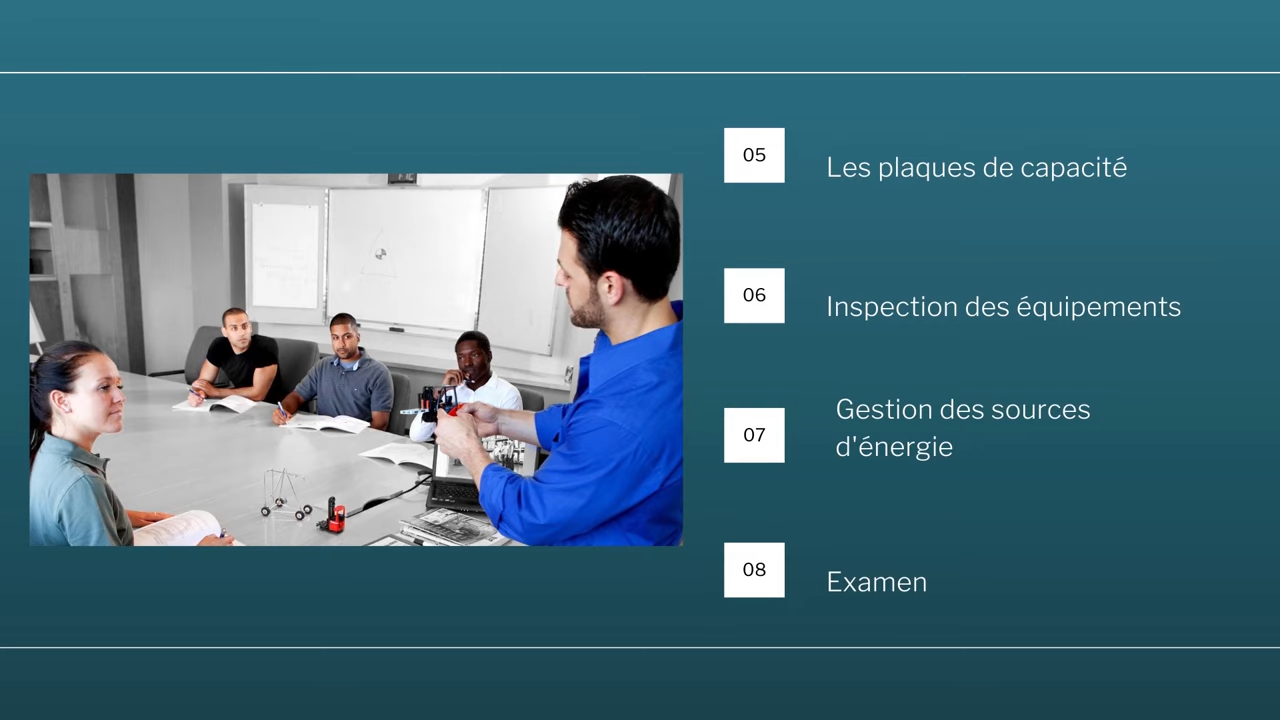 05
Les plaques de capacité
06
Inspection des équipements
07
Gestion des sources
d'énergie
08
Examen